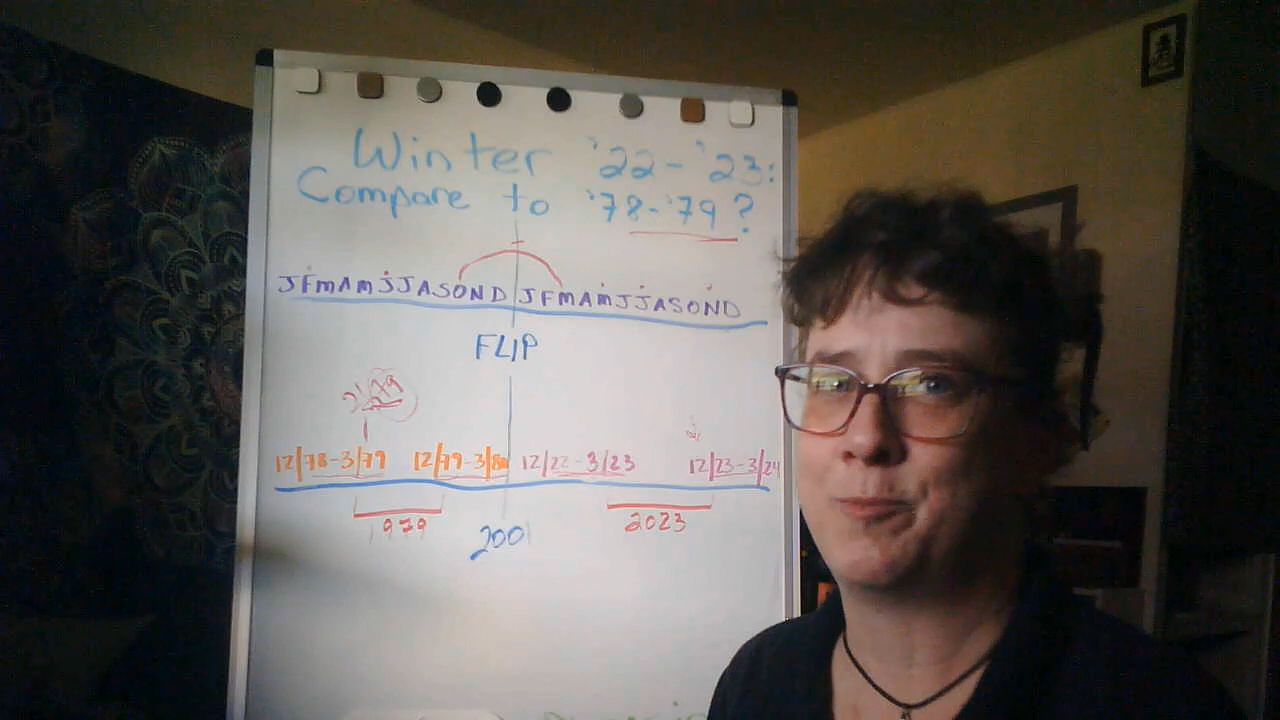 Winter '22-'23:
Compare to '78-'79?
JFMAMJJASOND JFMAMJJASOND
FLIP
12/78-3/79 12/79-3/80 12/22-3/23 12/23-3/24
1979 2023
2001